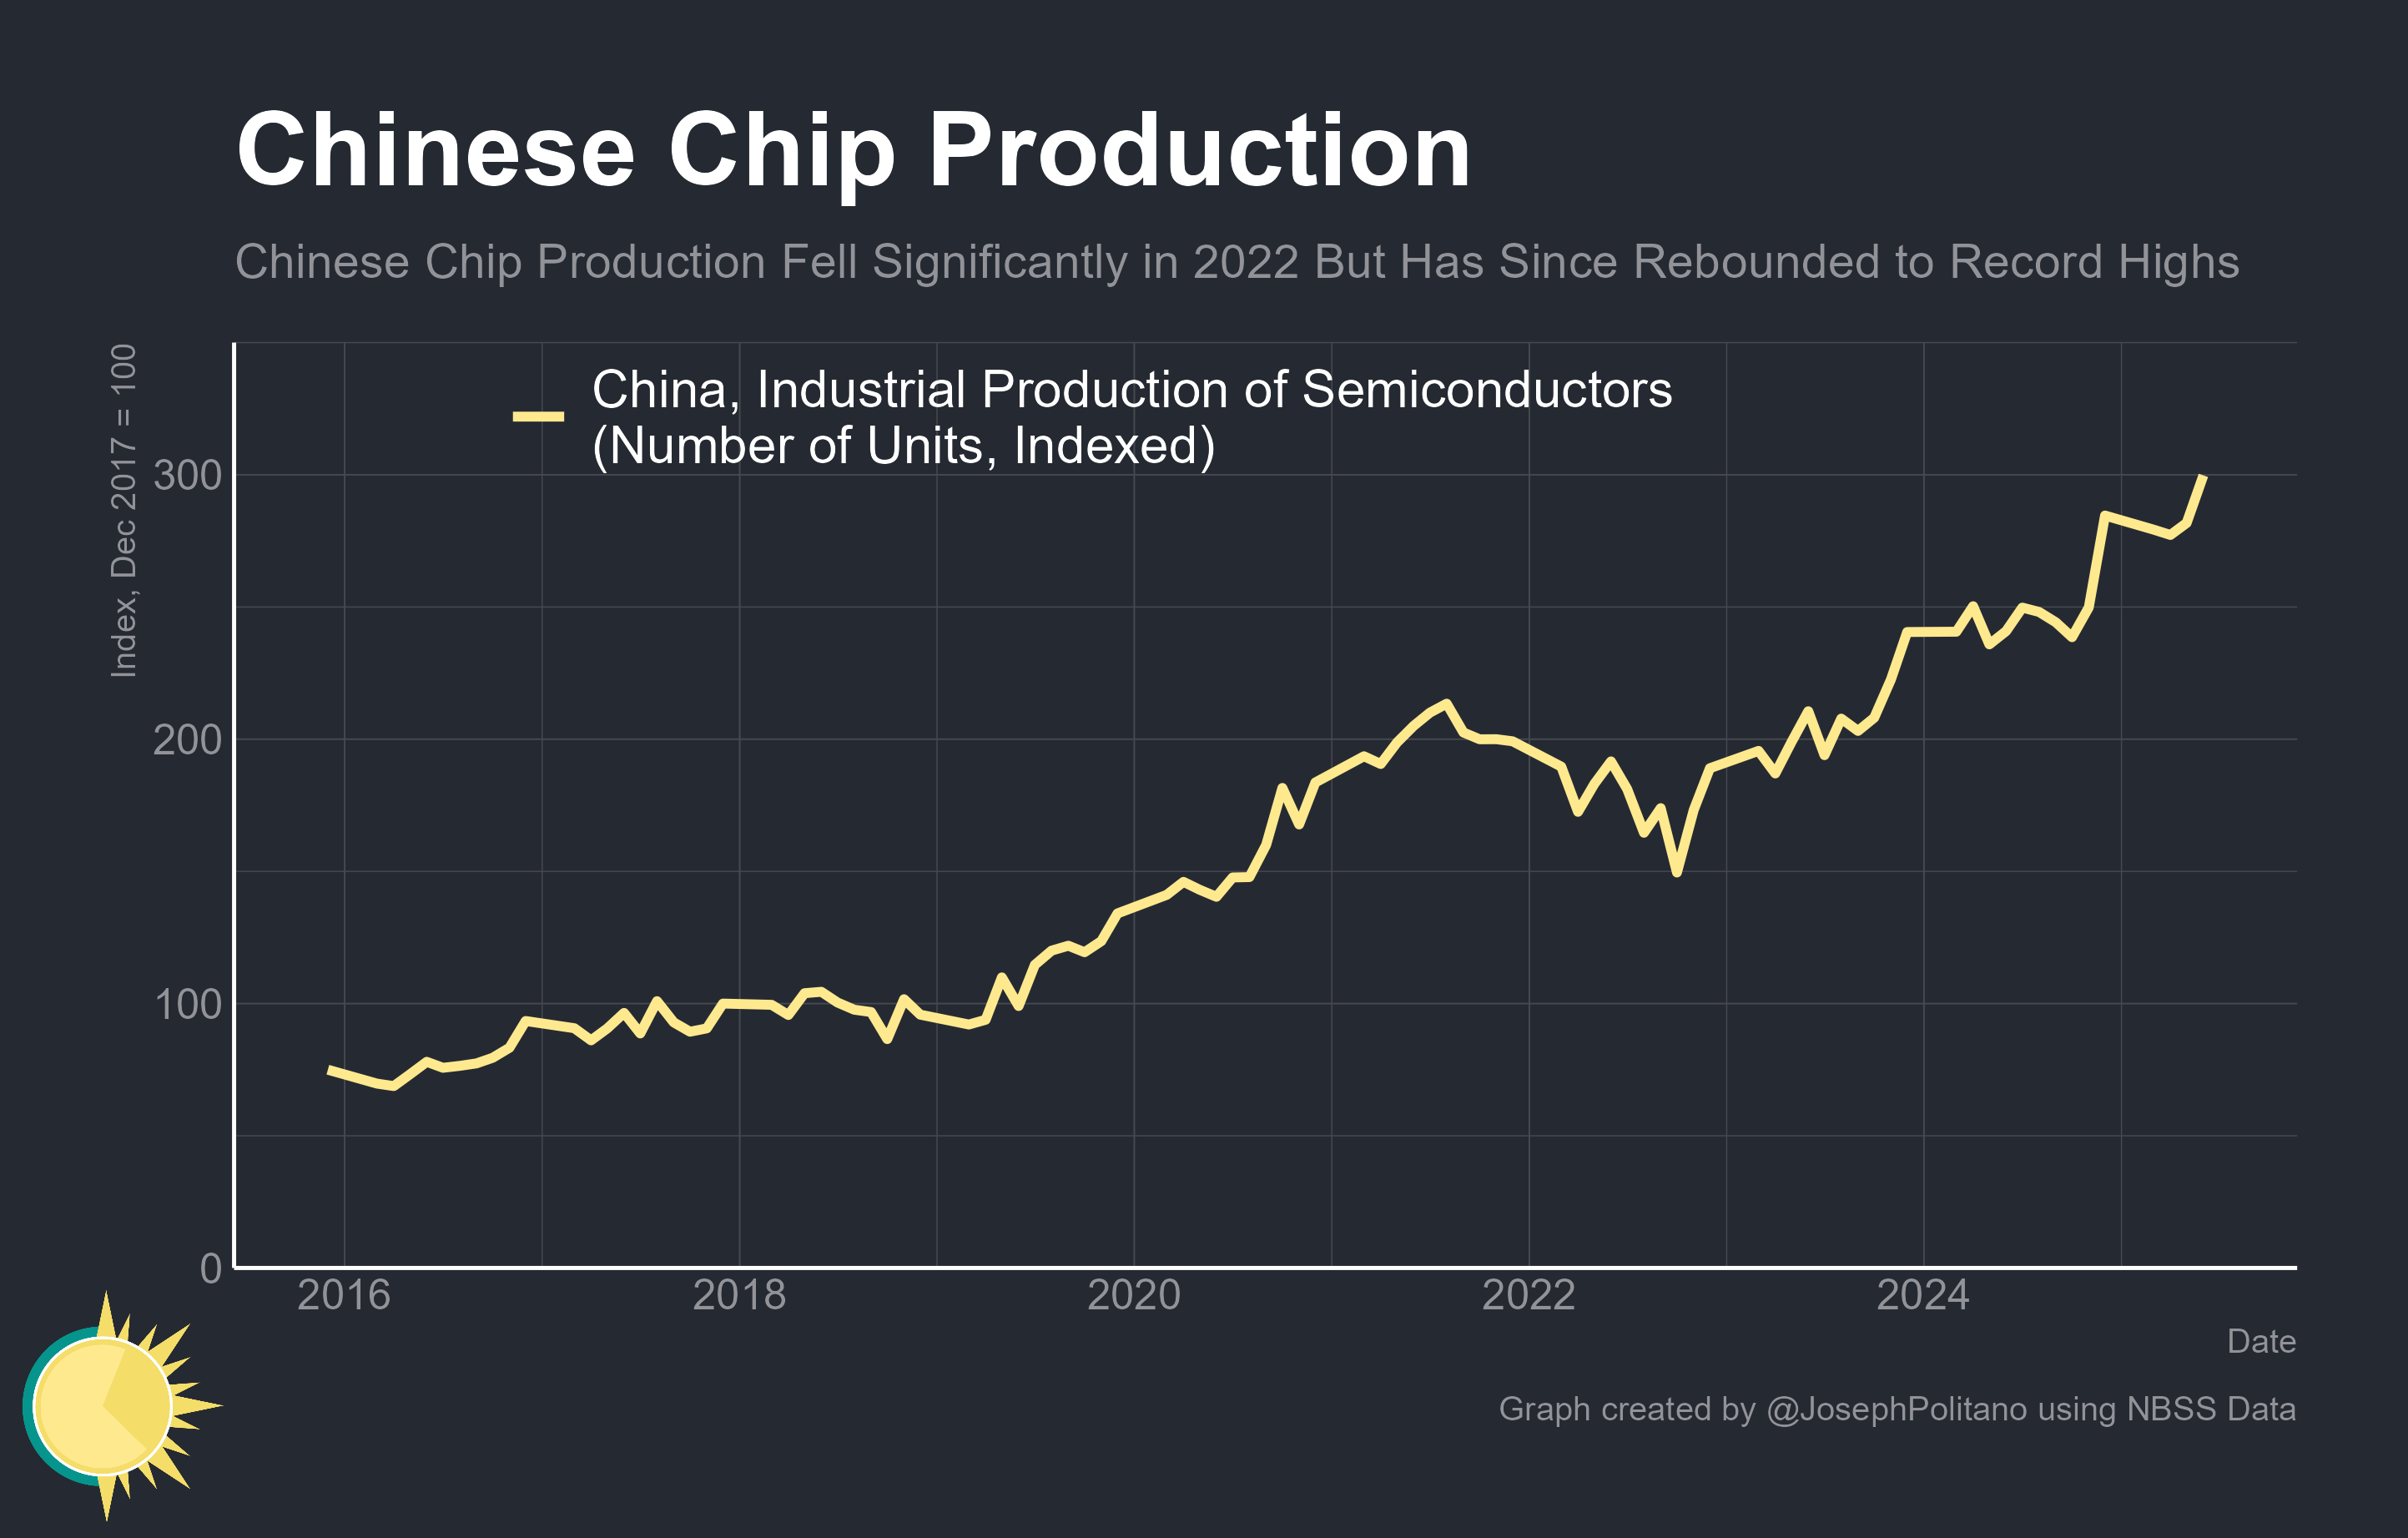 Chinese Chip Production
Chinese Chip Production Fell Significantly in 2022 But Has Since Rebounded to Record Highs
Index, Dec 2017 = 100
China, Industrial Production of Semiconductors
(Number of Units, Indexed)
300
200
100
0
2016 2018 2020 2022 2024
Date
Graph created by @JosephPolitano using NBSS Data